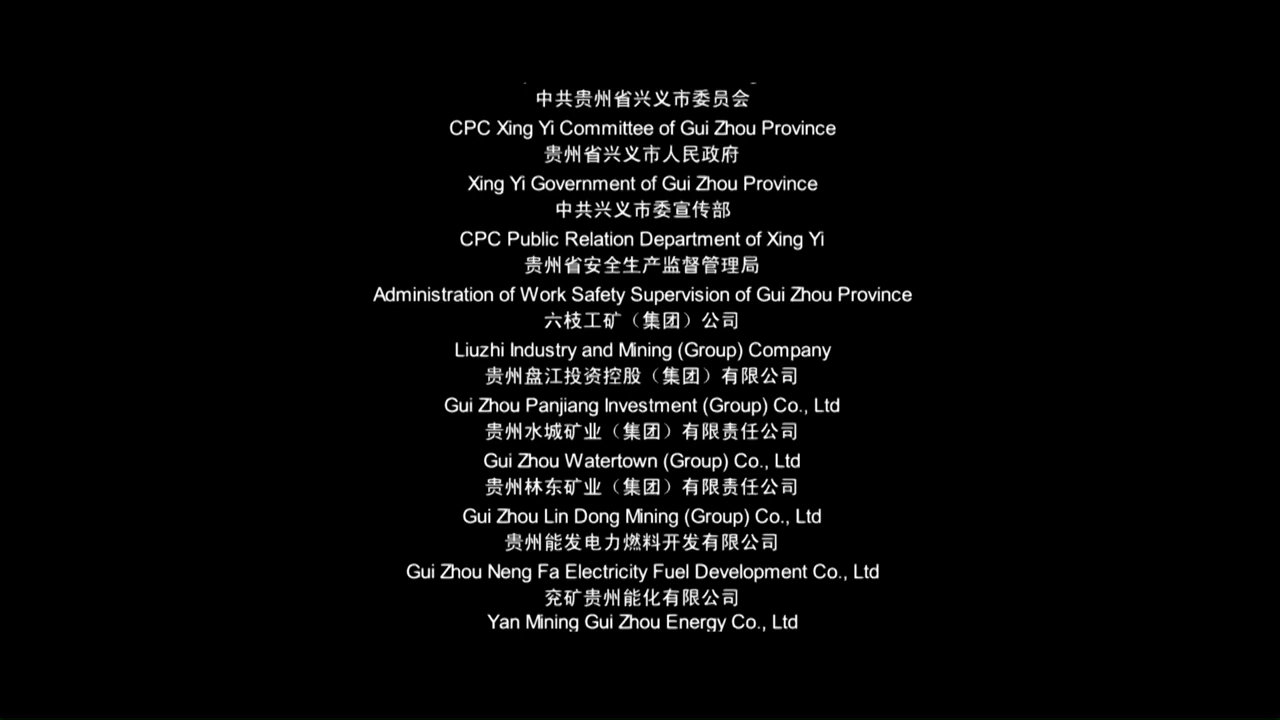 中共贵州省兴义市委员会
CPC Xing Yi Committee of Gui Zhou Province
贵州省兴义市人民政府
Xing Yi Government of Gui Zhou Province
中共兴义市委宣传部
CPC Public Relation Department of Xing Yi
贵州省安全生产监督管理局
Administration of Work Safety Supervision of Gui Zhou Province
六枝工矿（集团）公司
Liuzhi Industry and Mining (Group) Company
贵州盘江投资控股（集团）有限公司
Gui Zhou Panjiang Investment (Group) Co., Ltd
贵州水城矿业（集团）有限责任公司
Gui Zhou Watertown (Group) Co., Ltd
贵州林东矿业（集团）有限责任公司
Gui Zhou Lin Dong Mining (Group) Co., Ltd
贵州能发电力燃料开发有限公司
Gui Zhou Neng Fa Electricity Fuel Development Co., Ltd
兖矿贵州能化有限公司
Yan Mining Gui Zhou Energy Co., Ltd